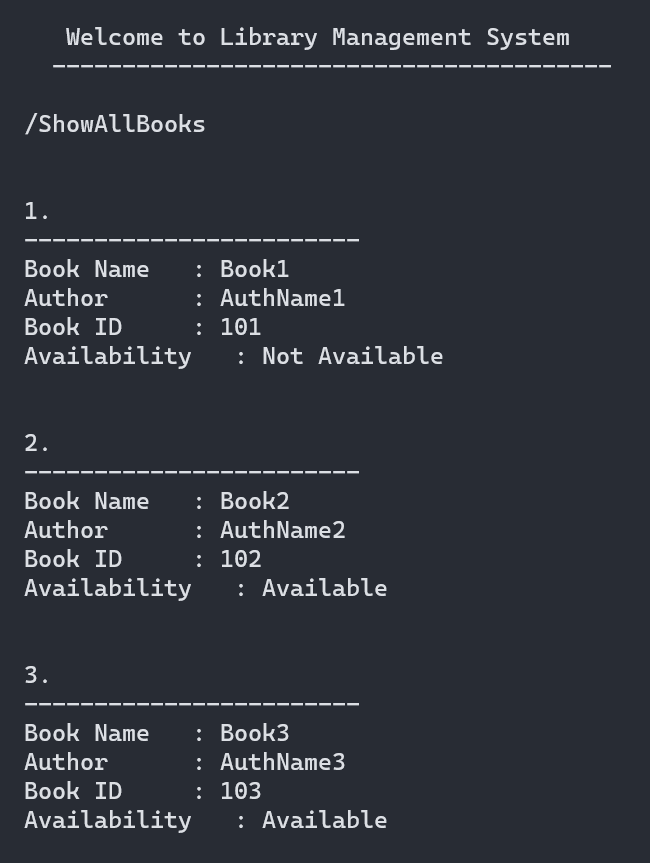 Welcome to Library Management System
----------------------------------------
/ShowAllBooks
1.
------------------------
Book Name   : Book1
Author      : AuthName1
Book ID     : 101
Availability   : Not Available
2.
------------------------
Book Name   : Book2
Author      : AuthName2
Book ID     : 102
Availability   : Available
3.
------------------------
Book Name   : Book3
Author      : AuthName3
Book ID     : 103
Availability   : Available